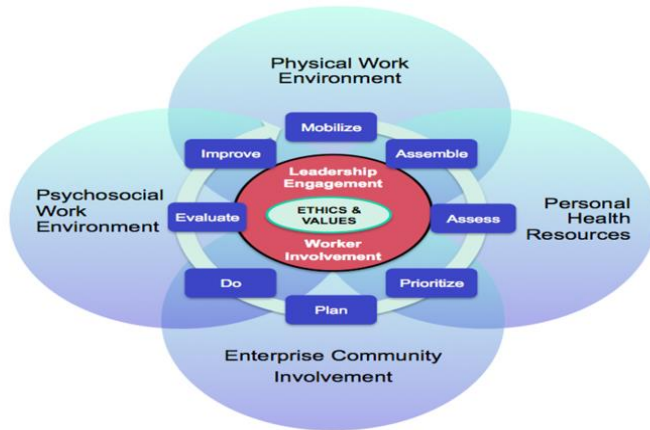 Physical Work
Environment
Mobilize
Improve
Assemble
Leadership
Engagement
Psychosocial
Work
Environment
Evaluate
ETHICS &
VALUES
Assess
Personal
Health
Resources
Worker
Involvement
Do
Prioritize
Plan
Enterprise Community
Involvement